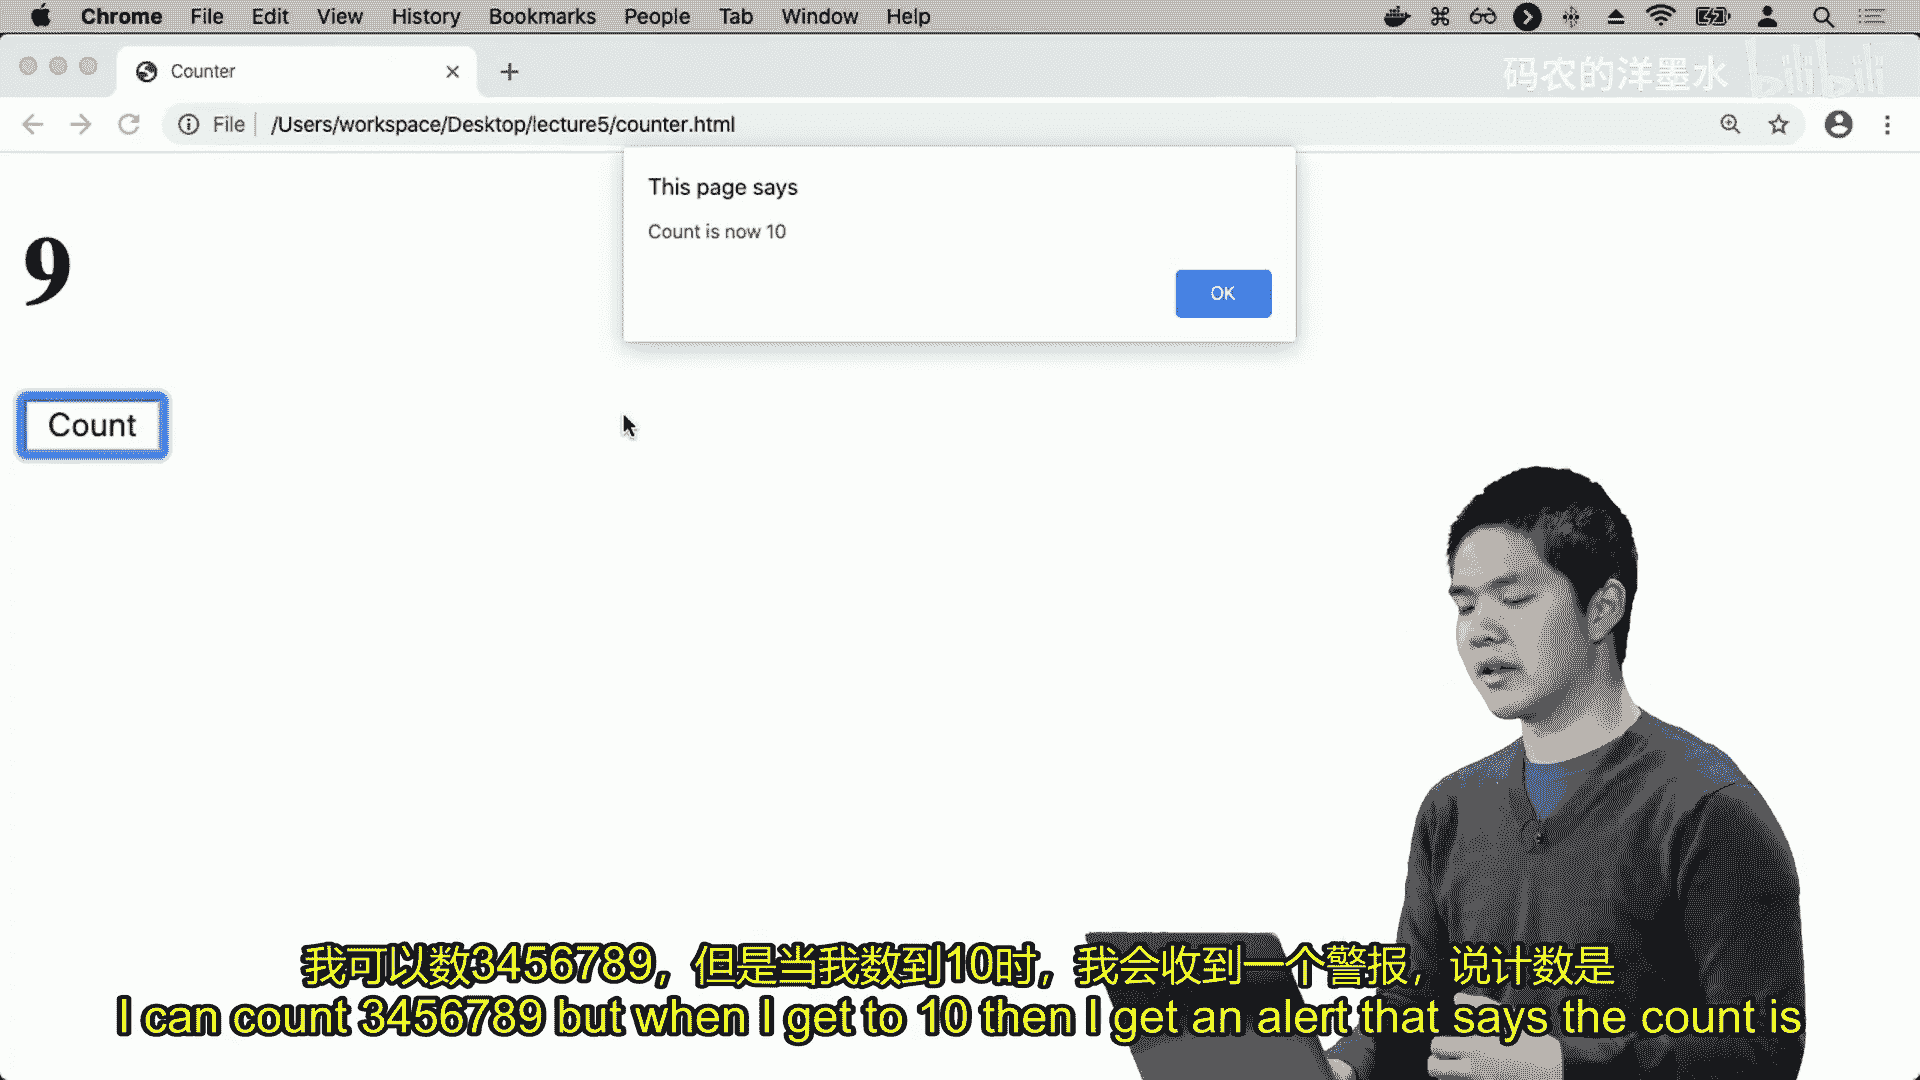 Chrome File Edit View History Bookmarks People Tab Window Help
Counter
码农的洋墨水 bilibili
File /Users/workspace/Desktop/lecture5/counter.html
This page says
Count is now 10
OK
9
Count
我可以数3456789，但是当我数到10时，我会收到一个警报，说计数是
I can count 3456789 but when I get to 10 then I get an alert that says the count is